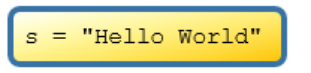 s = "Hello World"